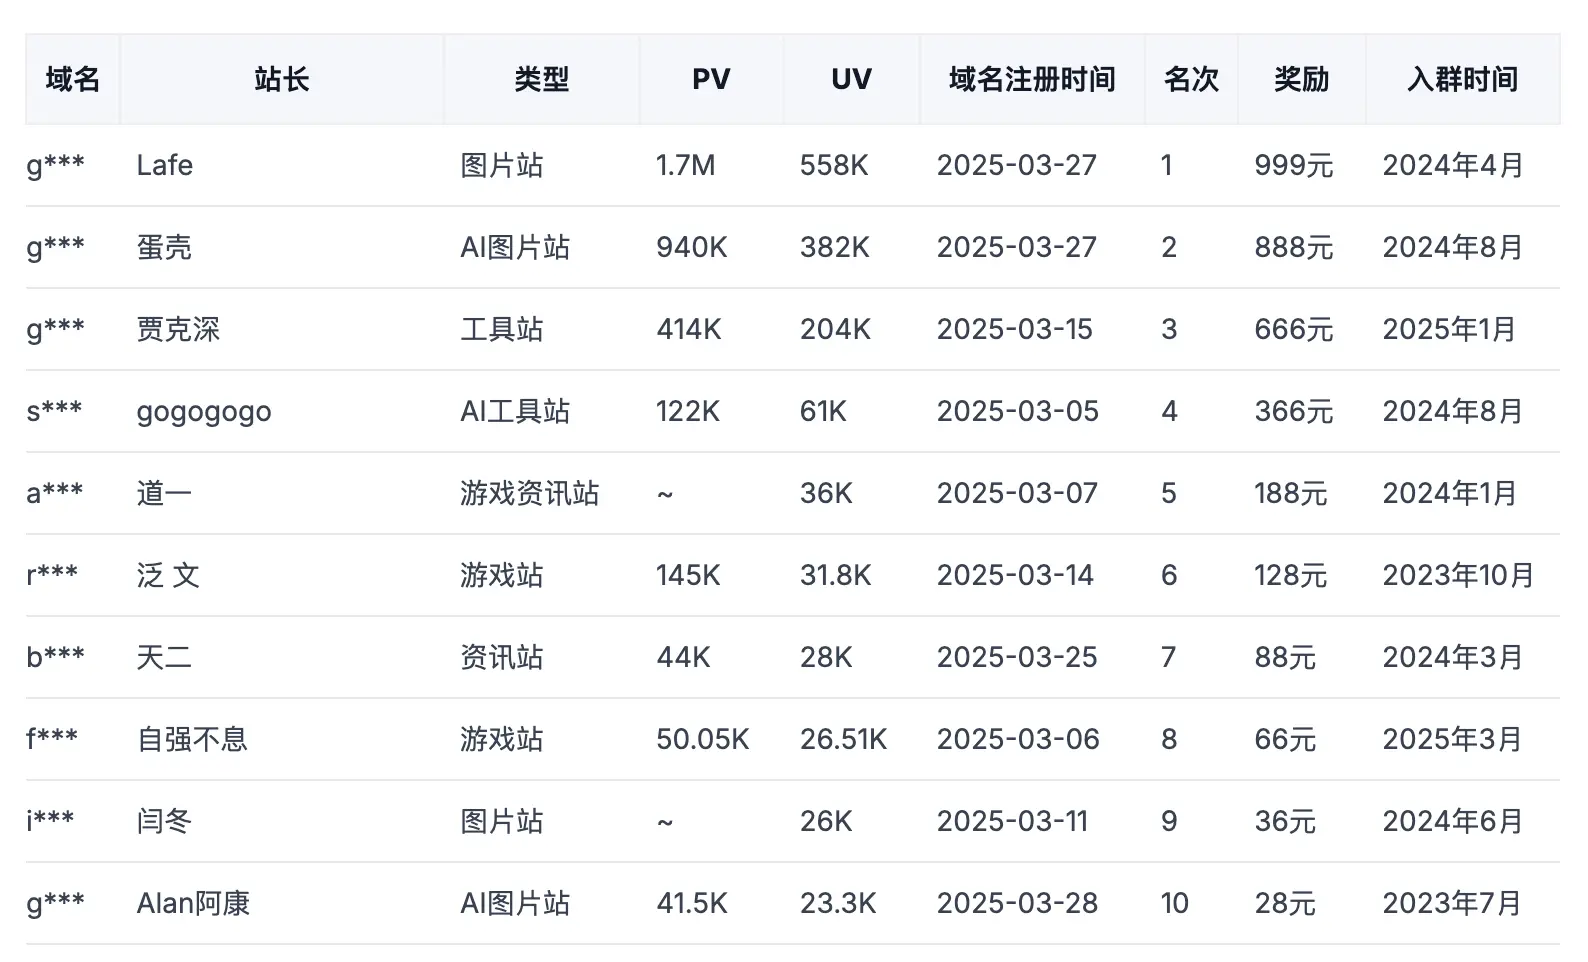 域名 站长 类型 PV UV 域名注册时间 名次 奖励 入群时间
g*** Lafe 图片站 1.7M 558K 2025-03-27 1 999元 2024年4月
g*** 蛋壳 AI图片站 940K 382K 2025-03-27 2 888元 2024年8月
g*** 贾克深 工具站 414K 204K 2025-03-15 3 666元 2025年1月
s*** gogogogo AI工具站 122K 61K 2025-03-05 4 366元 2024年8月
a*** 道一 游戏资讯站 ~ 36K 2025-03-07 5 188元 2024年1月
r*** 泛 文 游戏站 145K 31.8K 2025-03-14 6 128元 2023年10月
b*** 天二 资讯站 44K 28K 2025-03-25 7 88元 2024年3月
f*** 自强不息 游戏站 50.05K 26.51K 2025-03-06 8 66元 2025年3月
i*** 闫冬 图片站 ~ 26K 2025-03-11 9 36元 2024年6月
g*** Alan阿康 AI图片站 41.5K 23.3K 2025-03-28 10 28元 2023年7月